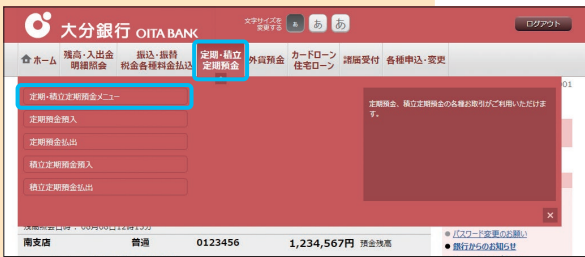 大分銀行 OITA BANK
文字サイズを
変更する
あ あ あ
ログアウト
ホーム
残高・入出金
明細照会
振込・振替
税金各種料金払込
定期・積立
定期預金
外貨預金
カードローン
住宅ローン
諸届受付
各種申込・変更
定期・積立定期預金メニュー
定期預金預入
定期預金払出
積立定期預金預入
積立定期預金払出
定期預金、積立定期預金の各種お取引がご利用いただけま
す。
001
×
南支店 普通 0123456 1,234,567円 預金残高
パスワード変更のお願い
銀行からのお知らせ